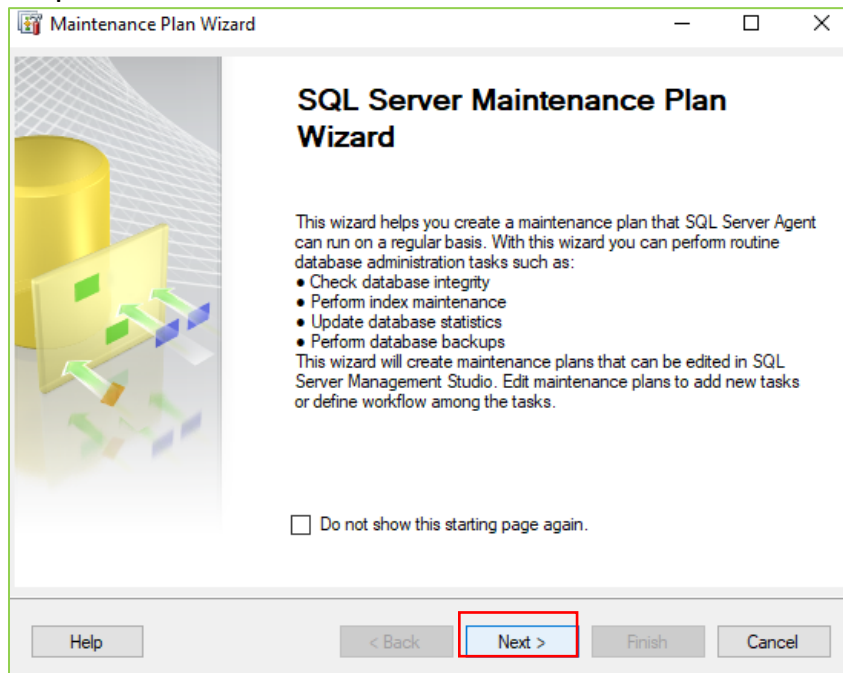 Maintenance Plan Wizard
SQL Server Maintenance Plan
Wizard
This wizard helps you create a maintenance plan that SQL Server Agent
can run on a regular basis. With this wizard you can perform routine
database administration tasks such as:
● Check database integrity
● Perform index maintenance
● Update database statistics
● Perform database backups
This wizard will create maintenance plans that can be edited in SQL
Server Management Studio. Edit maintenance plans to add new tasks
or define workflow among the tasks.
Do not show this starting page again.
Help < Back Next > Finish Cancel